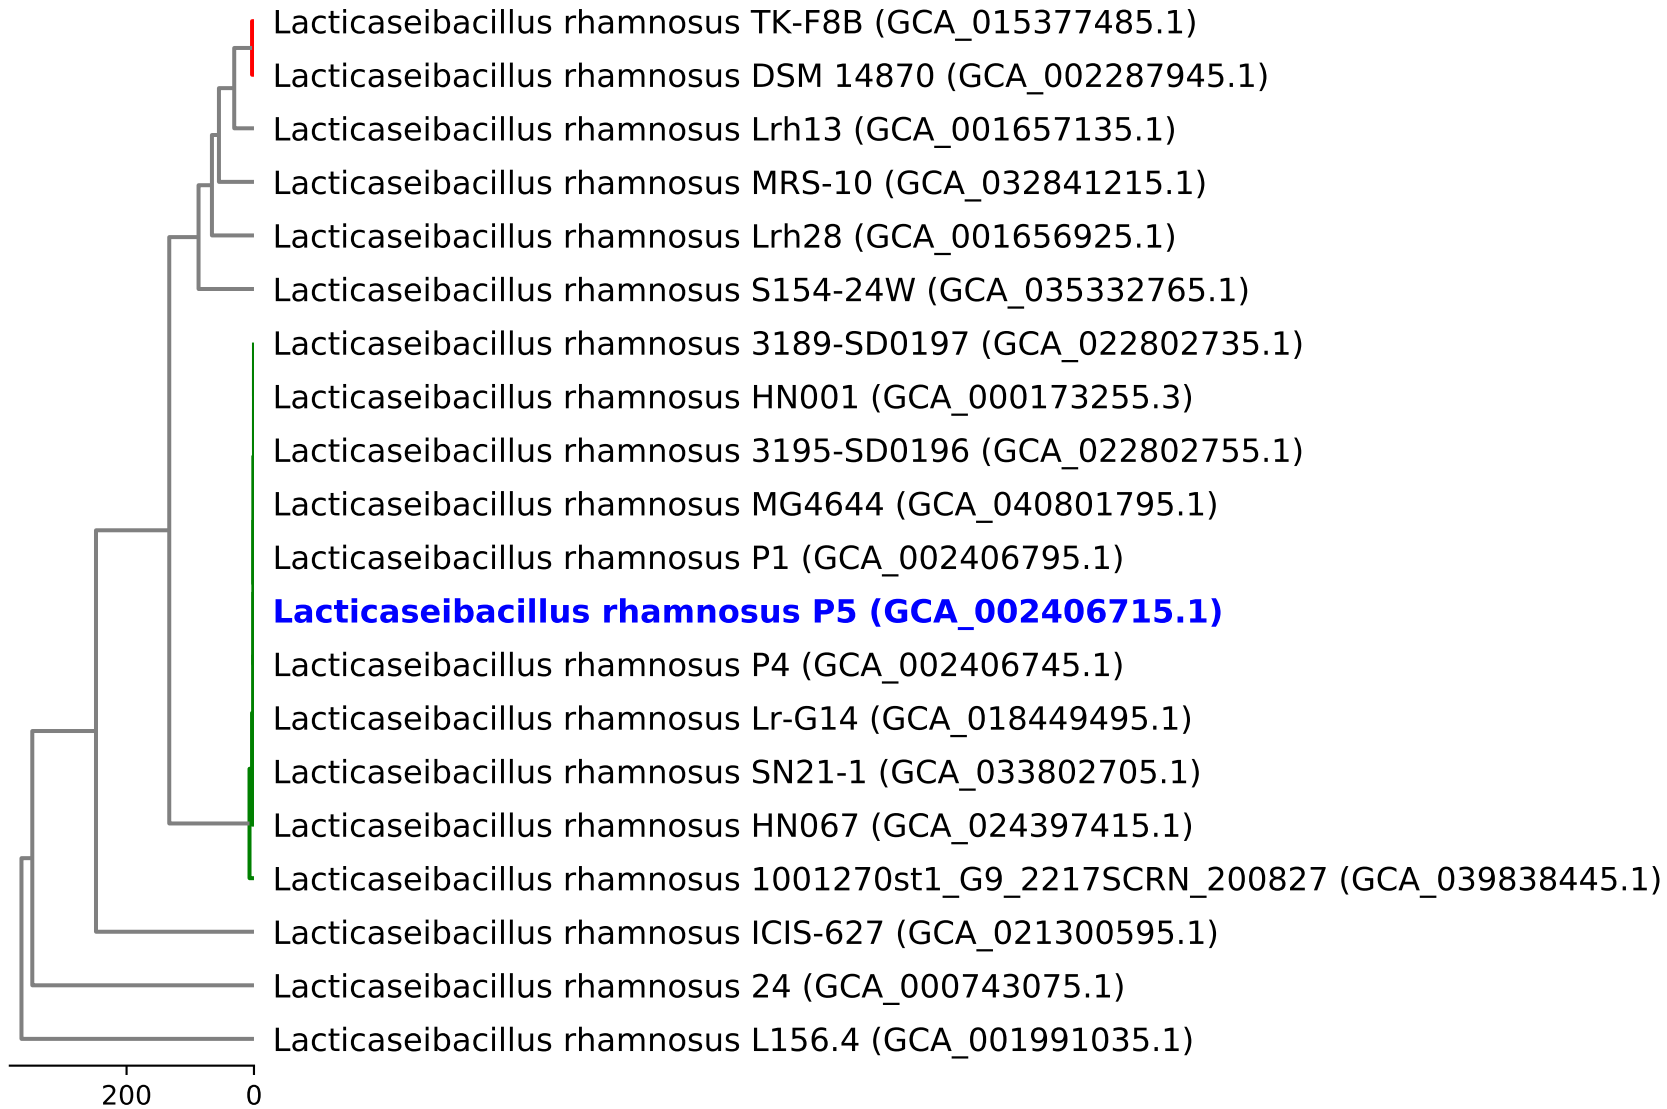 Lacticaseibacillus rhamnosus TK-F8B (GCA_015377485.1)
Lacticaseibacillus rhamnosus DSM 14870 (GCA_002287945.1)
Lacticaseibacillus rhamnosus Lrh13 (GCA_001657135.1)
Lacticaseibacillus rhamnosus MRS-10 (GCA_032841215.1)
Lacticaseibacillus rhamnosus Lrh28 (GCA_001656925.1)
Lacticaseibacillus rhamnosus S154-24W (GCA_035332765.1)
Lacticaseibacillus rhamnosus 3189-SD0197 (GCA_022802735.1)
Lacticaseibacillus rhamnosus HN001 (GCA_000173255.3)
Lacticaseibacillus rhamnosus 3195-SD0196 (GCA_022802755.1)
Lacticaseibacillus rhamnosus MG4644 (GCA_040801795.1)
Lacticaseibacillus rhamnosus P1 (GCA_002406795.1)
Lacticaseibacillus rhamnosus P5 (GCA_002406715.1)
Lacticaseibacillus rhamnosus P4 (GCA_002406745.1)
Lacticaseibacillus rhamnosus Lr-G14 (GCA_018449495.1)
Lacticaseibacillus rhamnosus SN21-1 (GCA_033802705.1)
Lacticaseibacillus rhamnosus HN067 (GCA_024397415.1)
Lacticaseibacillus rhamnosus 1001270st1_G9_2217SCRN_200827 (GCA_039838445.1)
Lacticaseibacillus rhamnosus ICIS-627 (GCA_021300595.1)
Lacticaseibacillus rhamnosus 24 (GCA_000743075.1)
Lacticaseibacillus rhamnosus L156.4 (GCA_001991035.1)
200 0